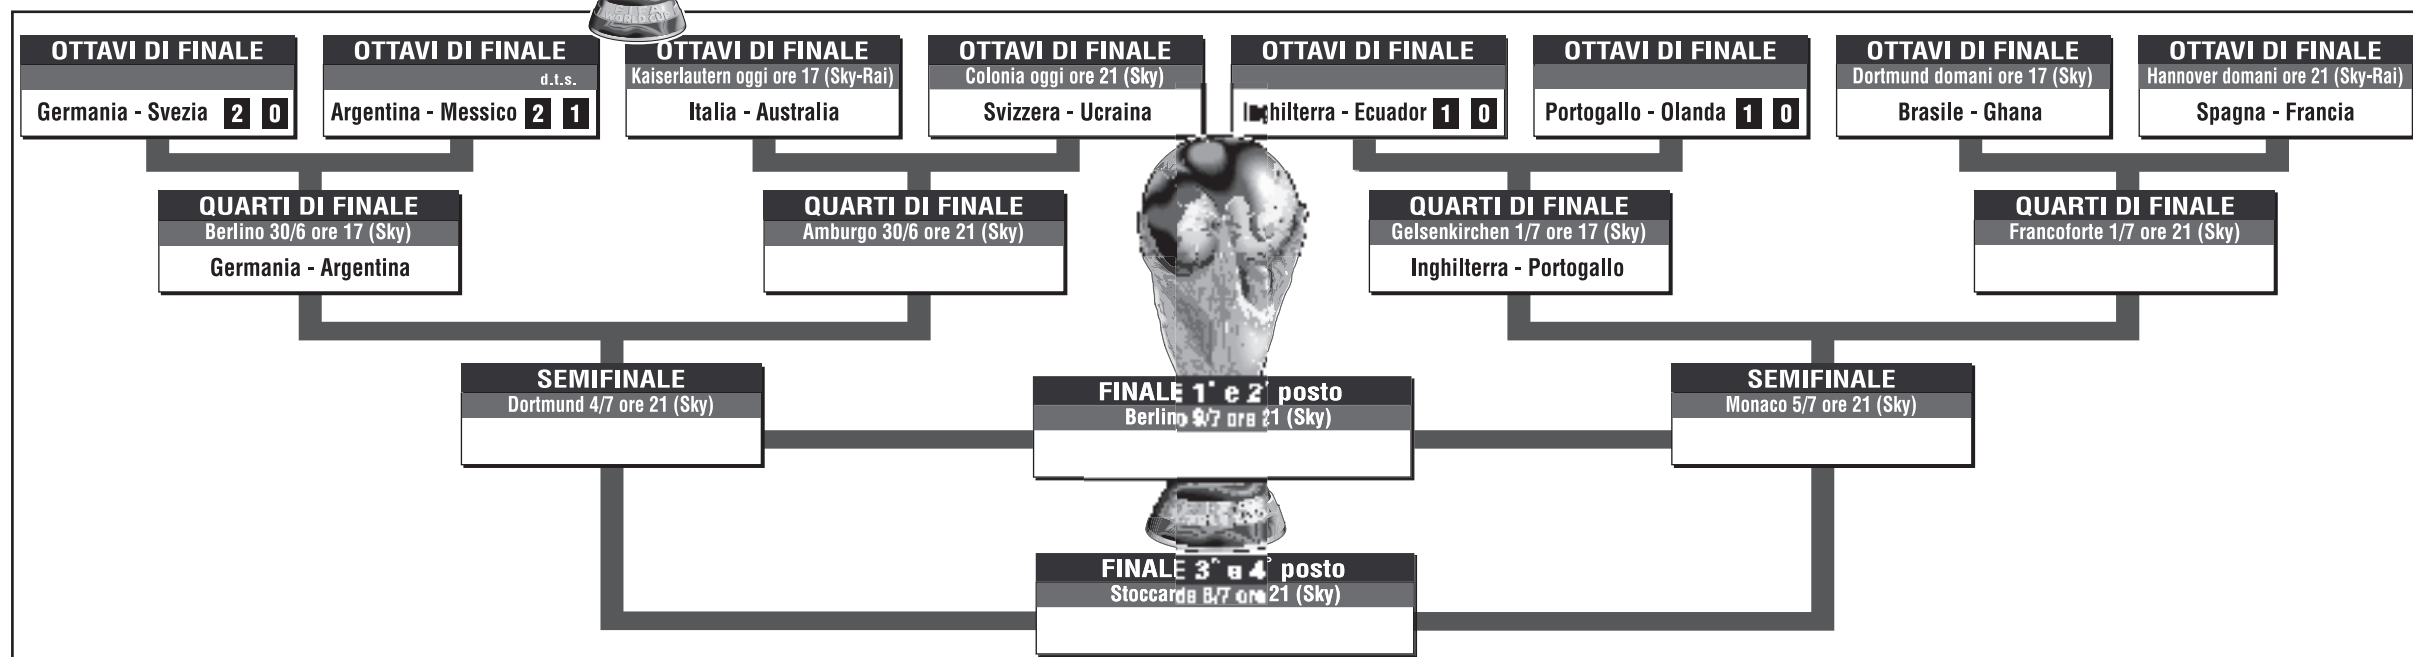 WORLD CUP
OTTAVI DI FINALE
Germania - Svezia 2 0
OTTAVI DI FINALE
d.t.s.
Argentina - Messico 2 1
OTTAVI DI FINALE
Kaiserlautern oggi ore 17 (Sky-Rai)
Italia - Australia
OTTAVI DI FINALE
Colonia oggi ore 21 (Sky)
Svizzera - Ucraina
OTTAVI DI FINALE
Inghilterra - Ecuador 1 0
OTTAVI DI FINALE
Portogallo - Olanda 1 0
OTTAVI DI FINALE
Dortmund domani ore 17 (Sky)
Brasile - Ghana
OTTAVI DI FINALE
Hannover domani ore 21 (Sky-Rai)
Spagna - Francia
QUARTI DI FINALE
Berlino 30/6 ore 17 (Sky)
Germania - Argentina
QUARTI DI FINALE
Amburgo 30/6 ore 21 (Sky)
QUARTI DI FINALE
Gelsenkirchen 1/7 ore 17 (Sky)
Inghilterra - Portogallo
QUARTI DI FINALE
Francoforte 1/7 ore 21 (Sky)
SEMIFINALE
Dortmund 4/7 ore 21 (Sky)
FINALE 1° e 2° posto
Berlino 9/7 ore 21 (Sky)
SEMIFINALE
Monaco 5/7 ore 21 (Sky)
FINALE 3° e 4° posto
Stoccarda 8/7 ore 21 (Sky)